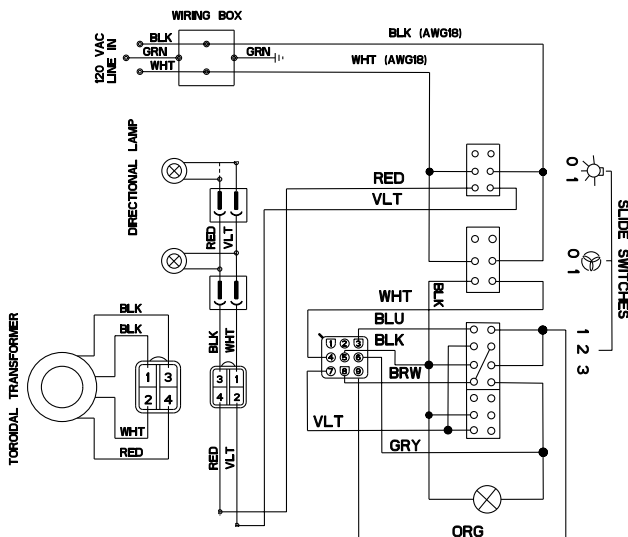 WIRING BOX
120 VAC
LINE IN
BLK
GRN
WHT
GRN
BLK (AWG18)
WHT (AWG18)
DIRECTIONAL LAMP
RED
VLT
RED
VLT
0 1
0 1
SLIDE SWITCHES
BLK
WHT
WHT
BLK
BLU
BLK
BRW
VLT
GRY
ORG
1
2
3
1 2 3
4 5 6
7 8 9
TOROIDAL TRANSFORMER
BLK
BLK
1 3
2 4
WHT
RED
3 1
4 2
RED
VLT